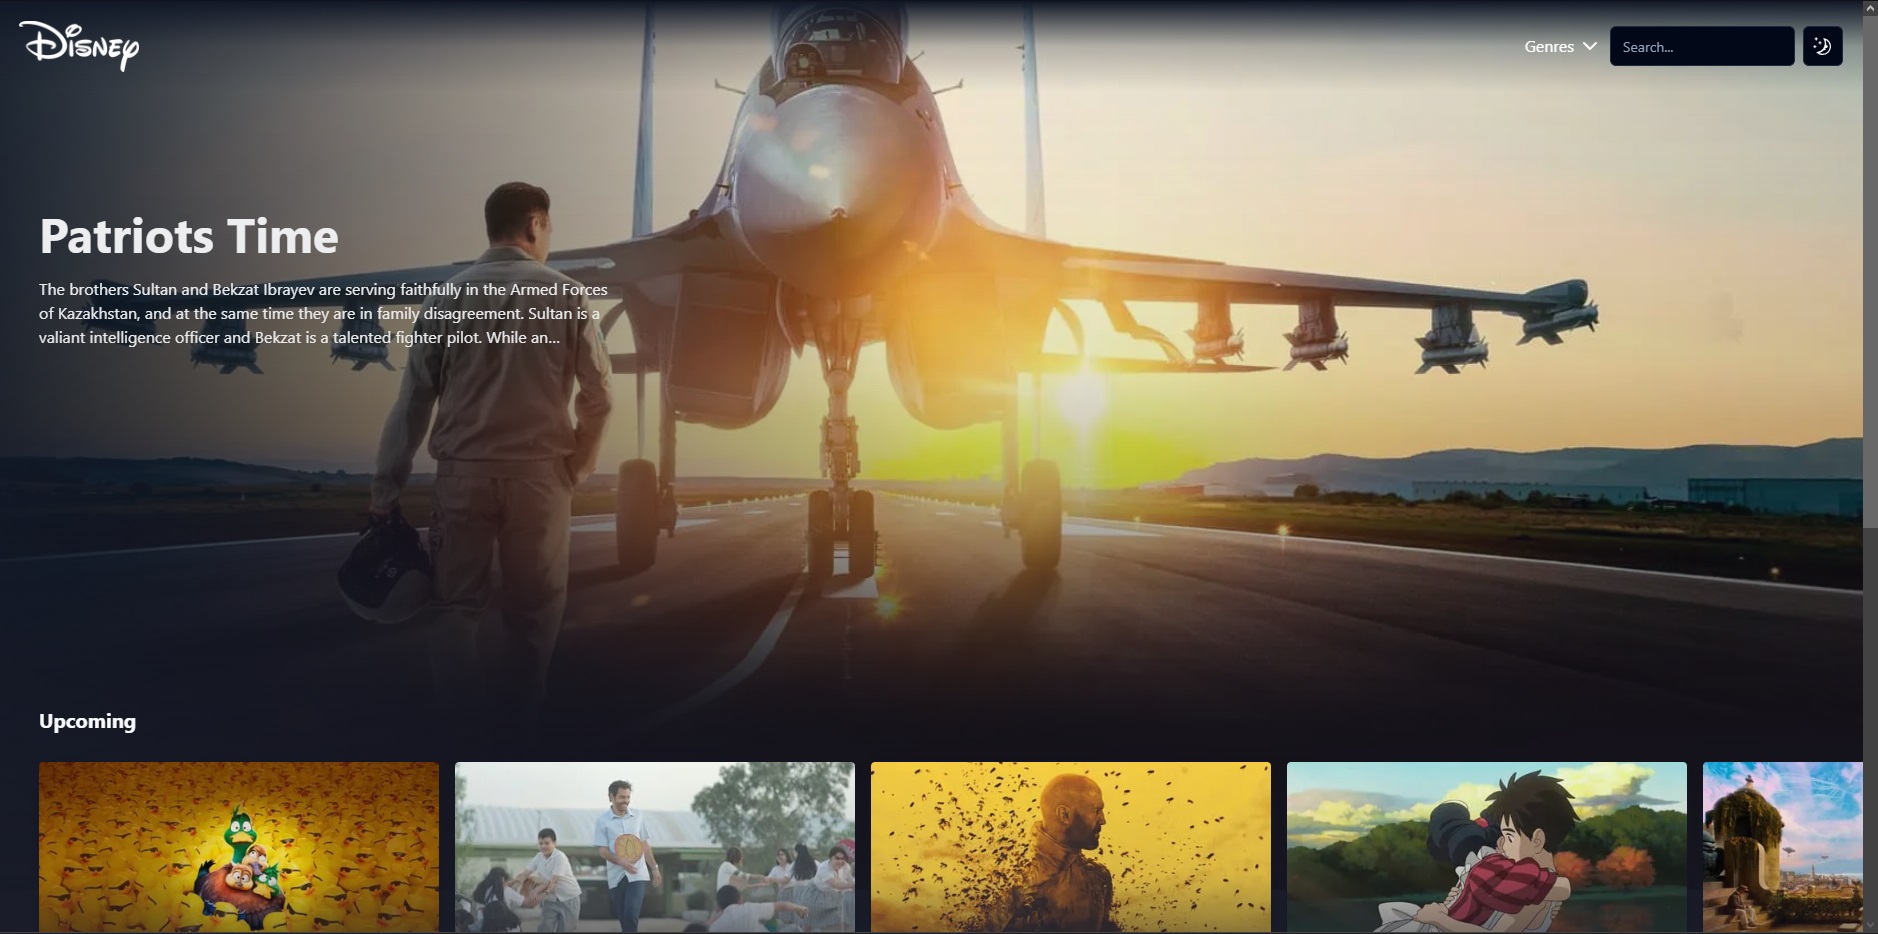 Disney
Genres
Search...
Patriots Time
The brothers Sultan and Bekzat Ibrayev are serving faithfully in the Armed Forces
of Kazakhstan, and at the same time they are in family disagreement. Sultan is a
valiant intelligence officer and Bekzat is a talented fighter pilot. While an...
Upcoming